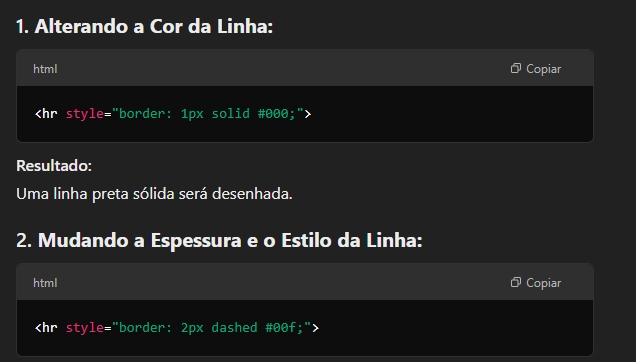 1. Alterando a Cor da Linha:
html
Copiar
<hr style="border: 1px solid #000;">
Resultado:
Uma linha preta sólida será desenhada.
2. Mudando a Espessura e o Estilo da Linha:
html
Copiar
<hr style="border: 2px dashed #00f;">